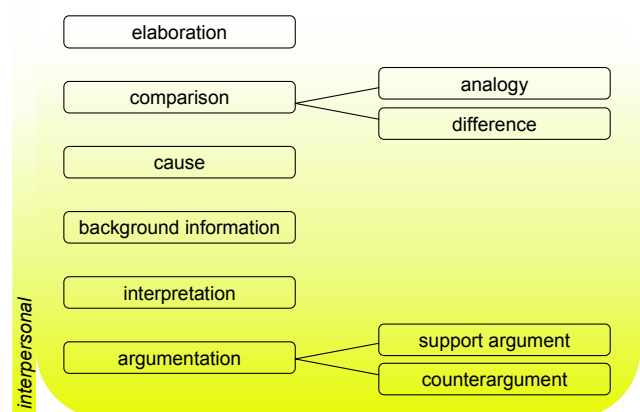 elaboration
comparison
analogy
difference
cause
background information
interpretation
argumentation
support argument
counterargument
interpersonal